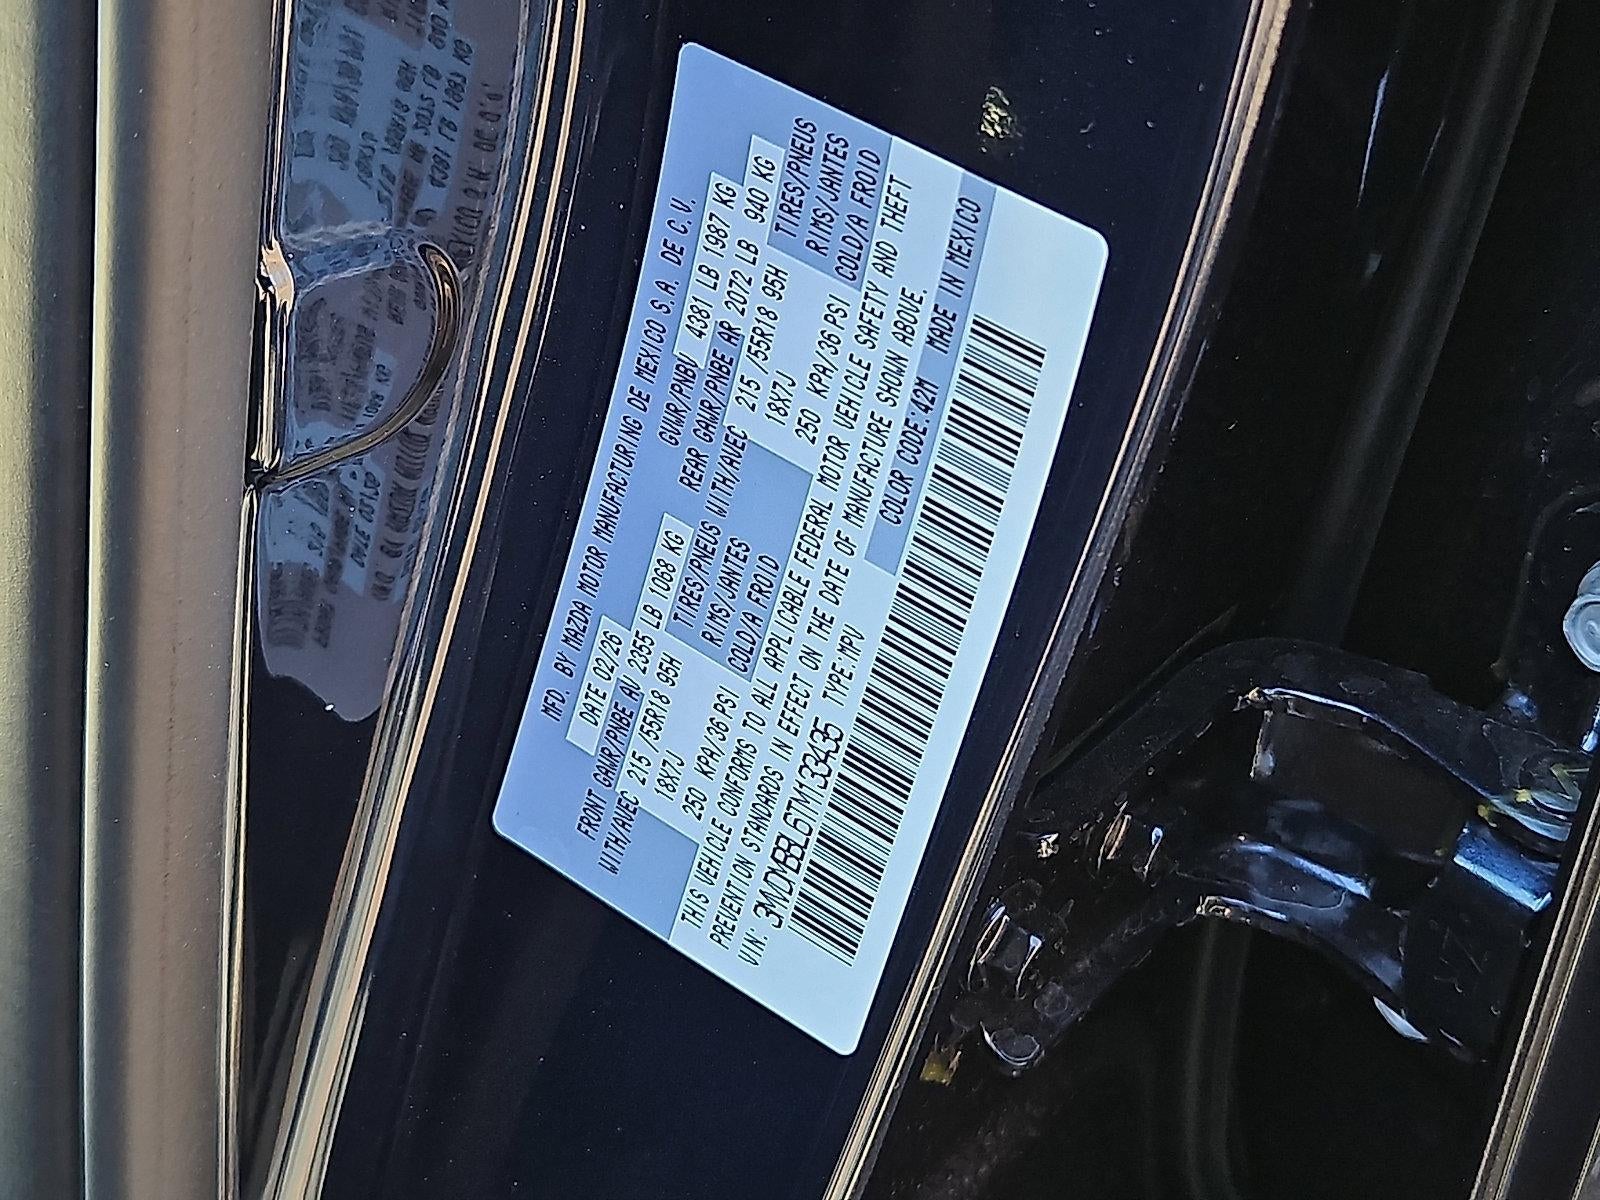 MFD. BY MAZDA MOTOR MANUFACTURING DE MEXICO S.A. DE C.V.
DATE 02/26 GVWR/PNBV 4381 LB 1987 KG
FRONT GAWR/PNBE AV 2355 LB 1068 KG REAR GAWR/PNBE AR 2072 LB 940 KG
WITH/AVEC 215 /55R18 95H TIRES/PNEUS WITH/AVEC 215 /55R18 95H TIRES/PNEUS
18X7J RIMS/JANTES 18X7J RIMS/JANTES
250 KPA/36 PSI COLD/A FROID 250 KPA/36 PSI COLD/A FROID
THIS VEHICLE CONFORMS TO ALL APPLICABLE FEDERAL MOTOR VEHICLE SAFETY AND THEFT
PREVENTION STANDARDS IN EFFECT ON THE DATE OF MANUFACTURE SHOWN ABOVE.
VIN: 3MVDMBBL6TM133435 TYPE:MPV COLOR CODE:42M MADE IN MEXICO